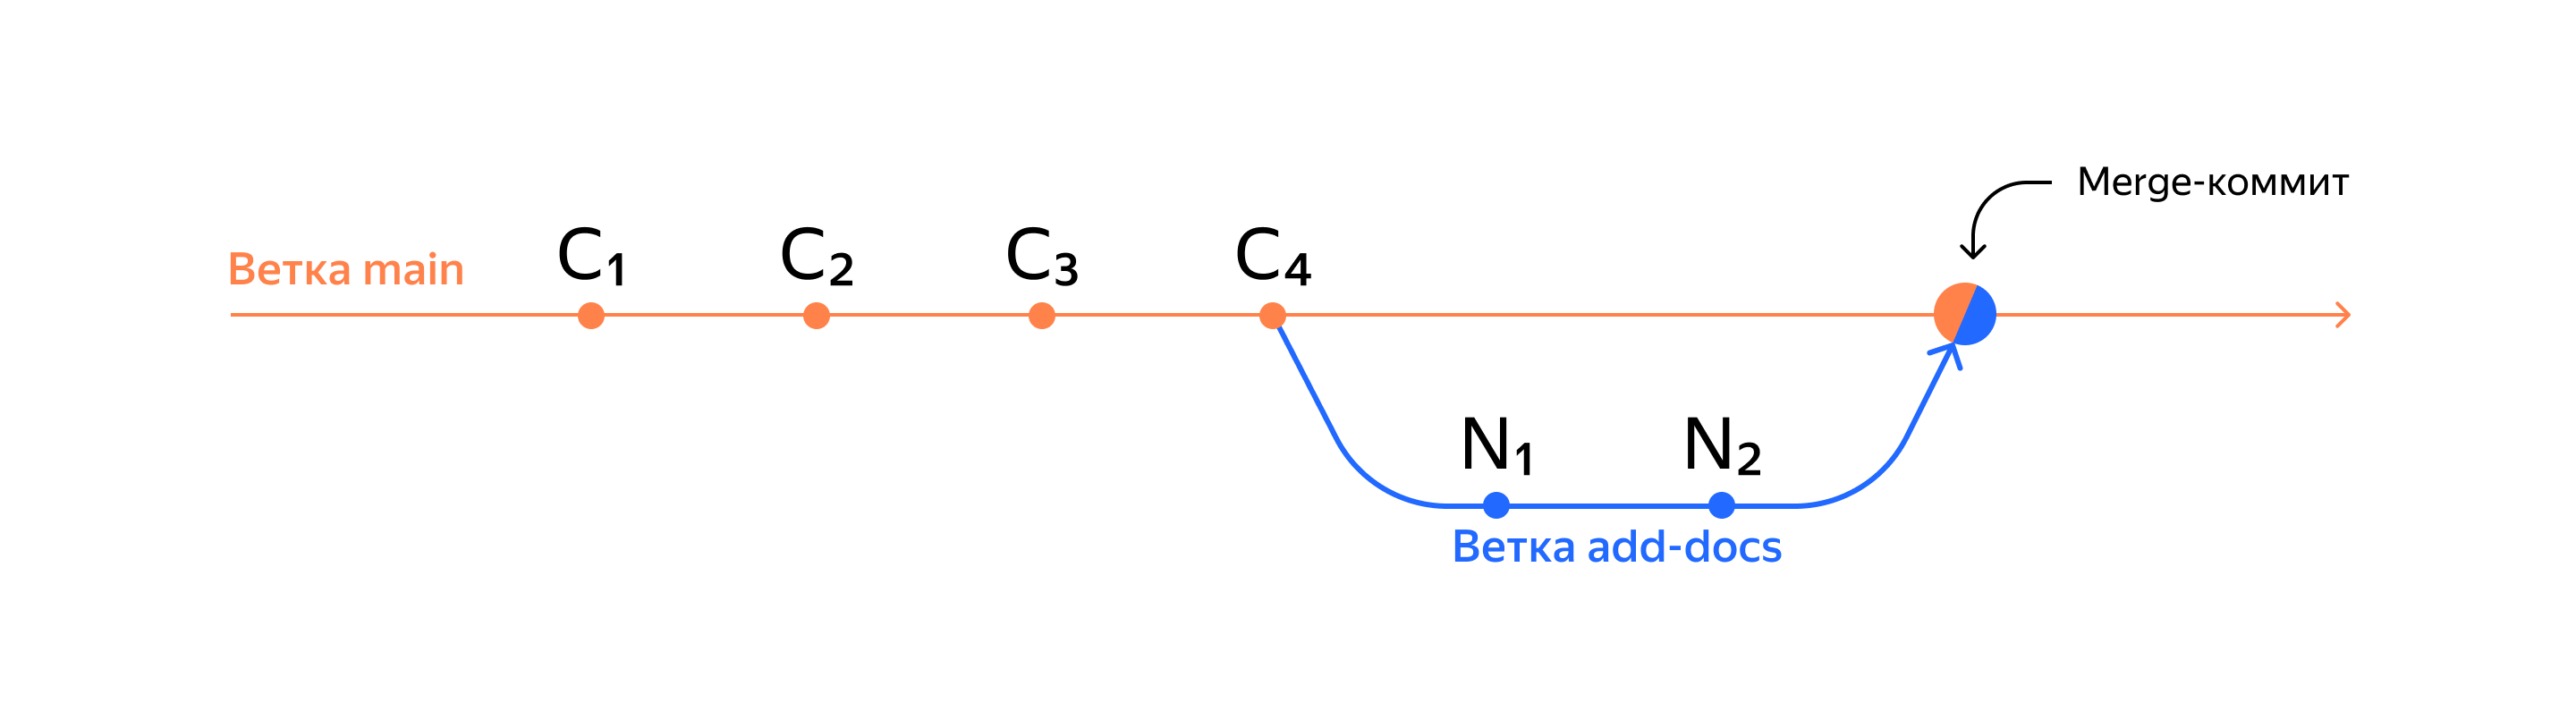 Merge-коммит
Ветка main
C₁
C₂
C₃
C₄
N₁
N₂
Ветка add-docs